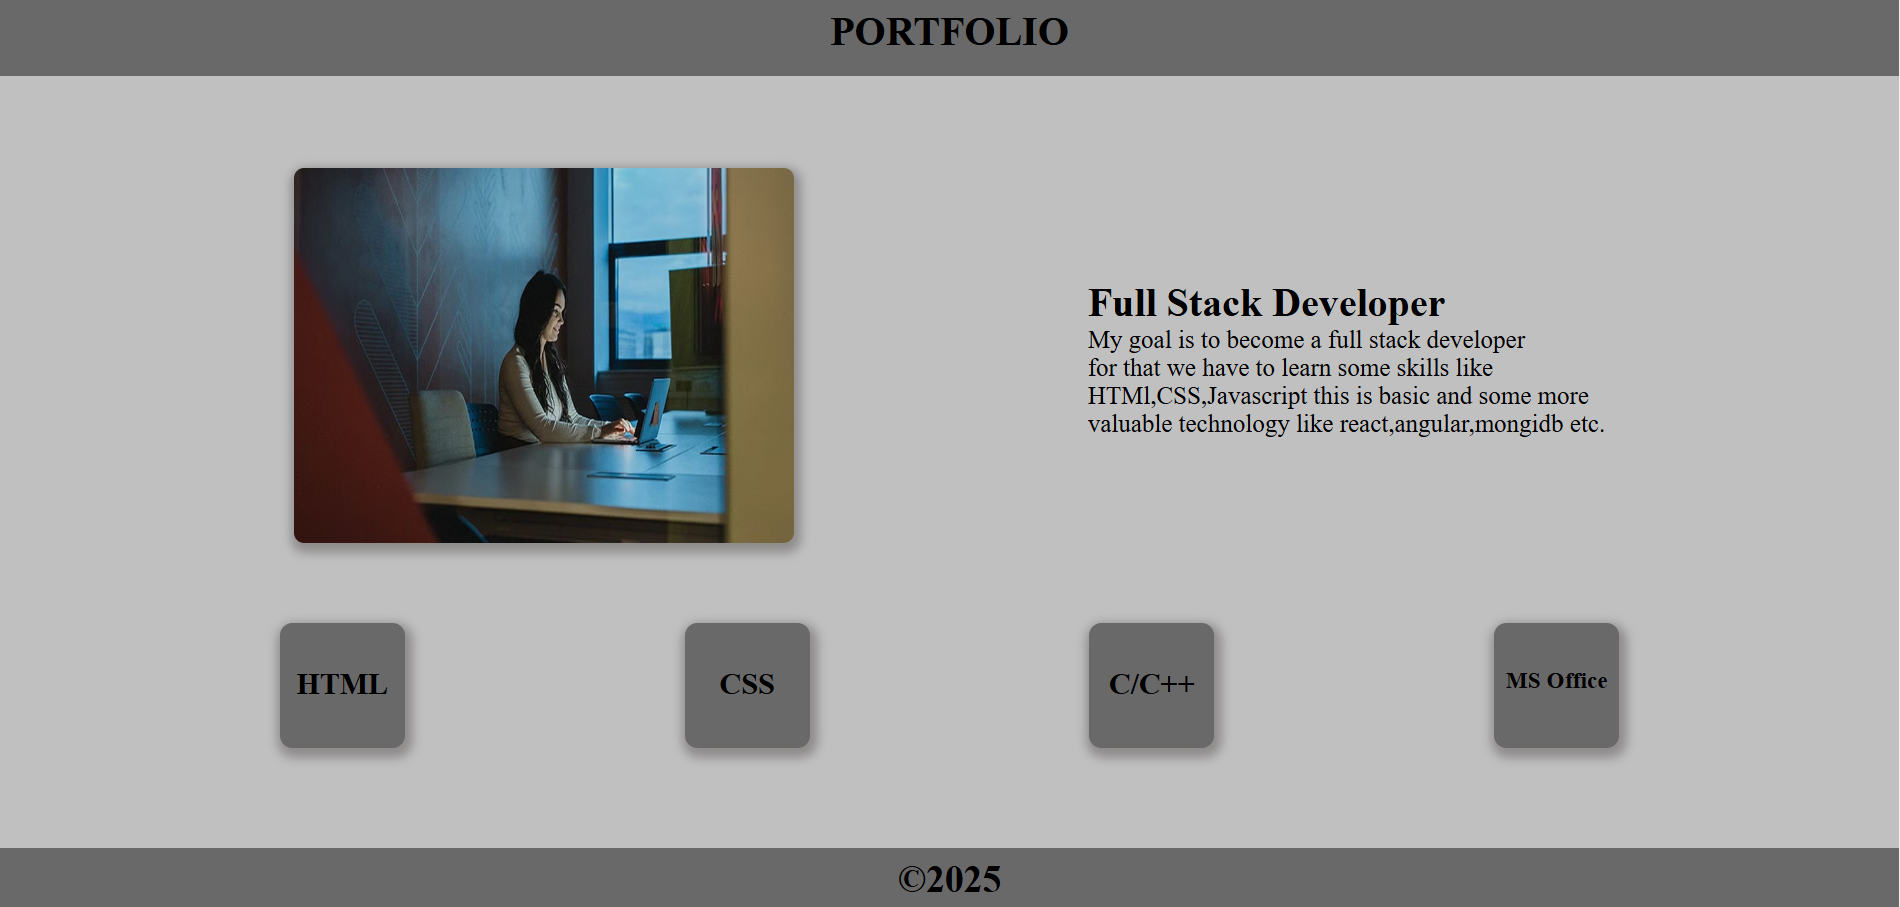 PORTFOLIO
Full Stack Developer
My goal is to become a full stack developer
for that we have to learn some skills like
HTMl,CSS,Javascript this is basic and some more
valuable technology like react,angular,mongidb etc.
HTML
CSS
C/C++
MS Office
©2025